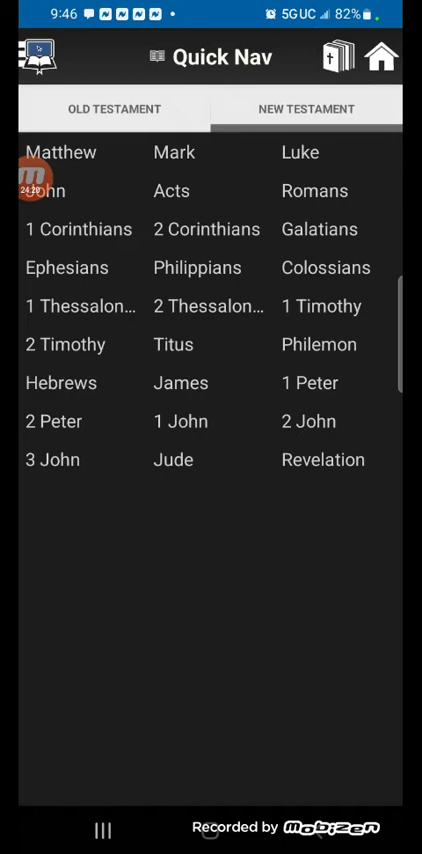 9:46 5GUC 82%
Quick Nav
OLD TESTAMENT NEW TESTAMENT
Matthew Mark Luke
John Acts Romans
24:20
1 Corinthians 2 Corinthians Galatians
Ephesians Philippians Colossians
1 Thessalon... 2 Thessalon... 1 Timothy
2 Timothy Titus Philemon
Hebrews James 1 Peter
2 Peter 1 John 2 John
3 John Jude Revelation
Recorded by mobizen